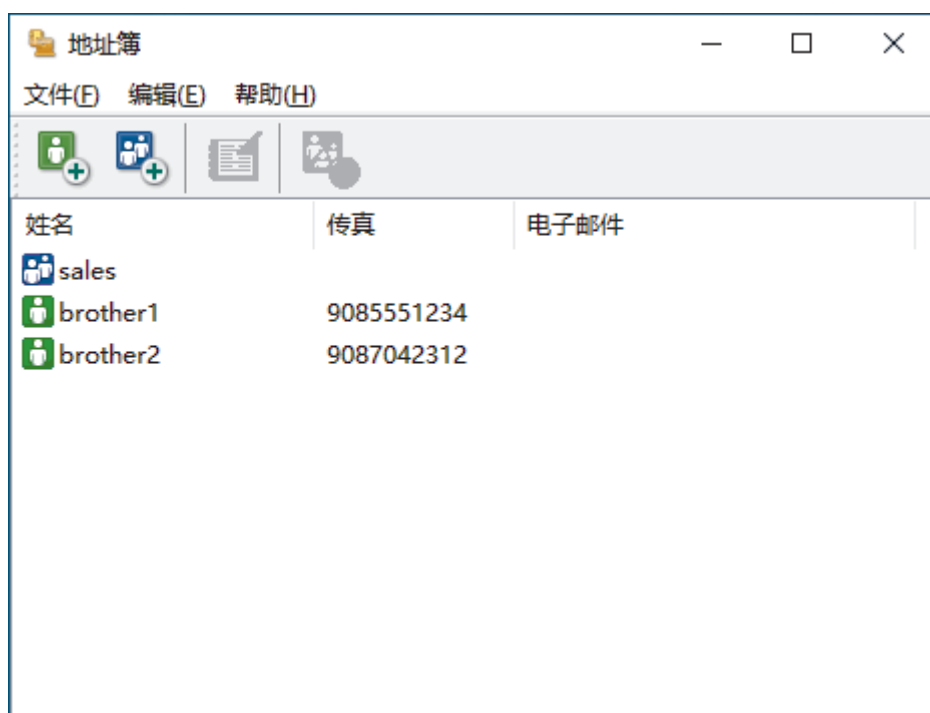 地址簿
文件(F) 编辑(E) 帮助(H)
姓名 传真 电子邮件
sales
brother1 9085551234
brother2 9087042312